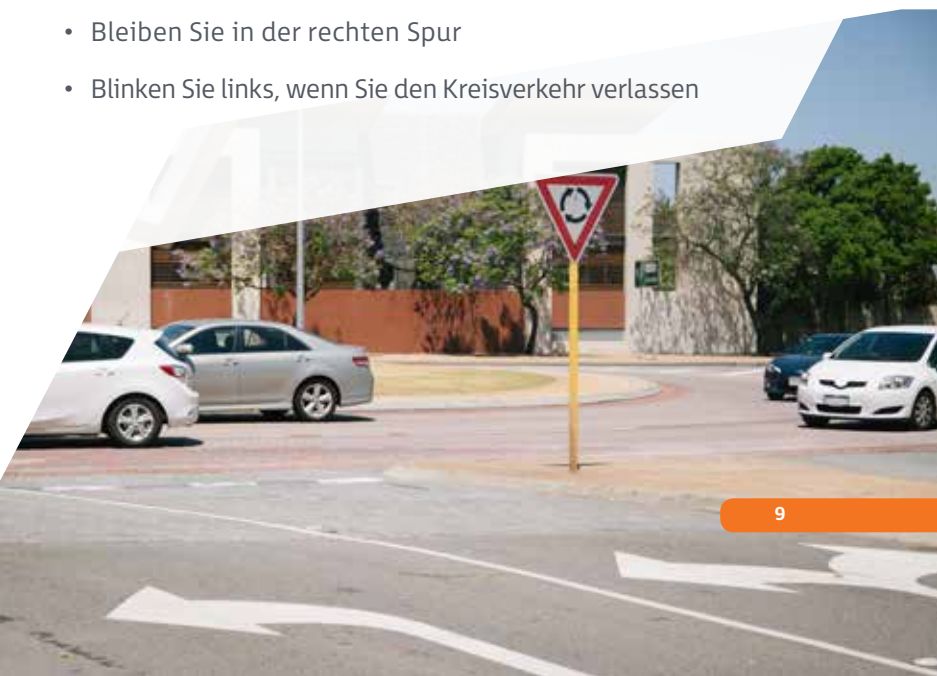 • Bleiben Sie in der rechten Spur
• Blinken Sie links, wenn Sie den Kreisverkehr verlassen
9